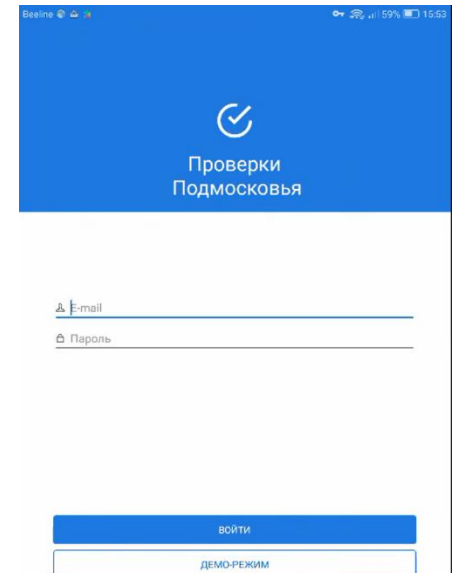 Beeline 59% 15:53
Проверки
Подмосковья
E-mail
Пароль
ВОЙТИ
ДЕМО-РЕЖИМ